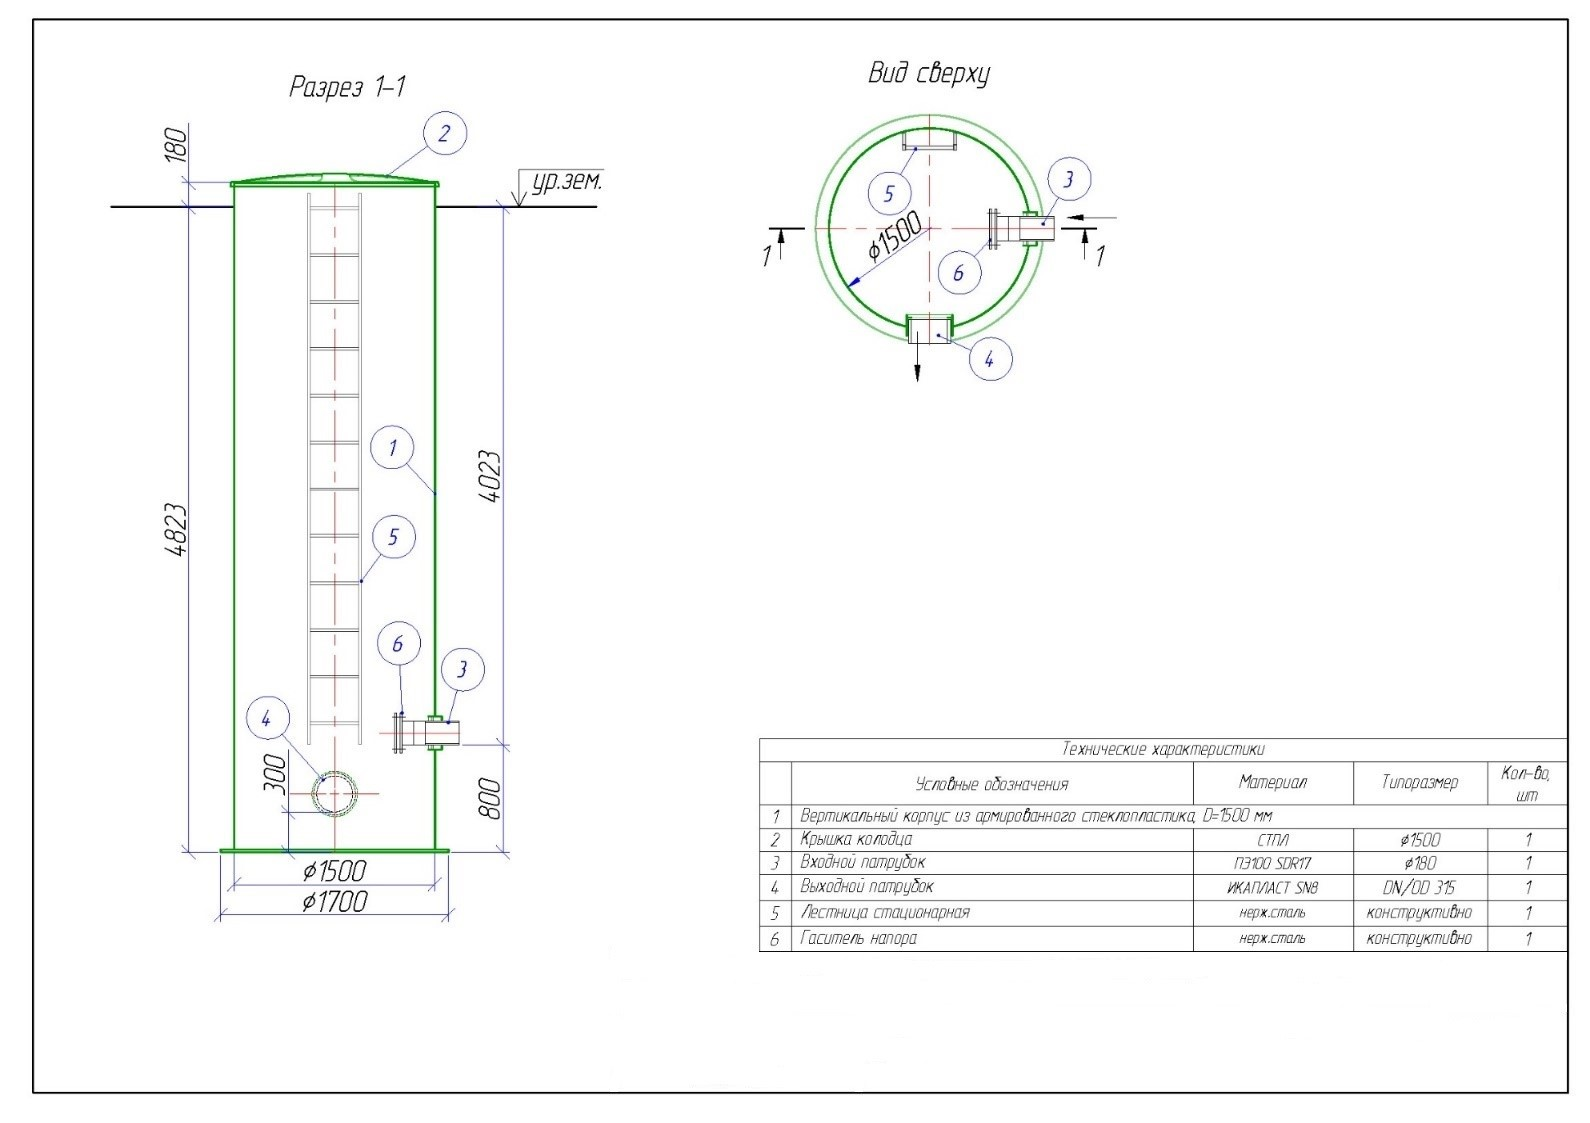 Разрез 1-1
Вид сверху
180
2
ур.зем.
3
5
ϕ1500
1
1
6
4
1
4023
4823
5
6
3
4
300
800
ϕ1500
ϕ1700
Технические характеристики
Условные обозначения Материал Типоразмер Кол-во, шт
1 Вертикальный корпус из армированного стеклопластика, D=1500 мм
2 Крышка колодца СТПЛ ϕ1500 1
3 Входной патрубок ПЭ100 SDR17 ϕ180 1
4 Выходной патрубок ИКАПЛАСТ SN8 DN/OD 315 1
5 Лестница стационарная нерж.сталь конструктивно 1
6 Гаситель напора нерж.сталь конструктивно 1